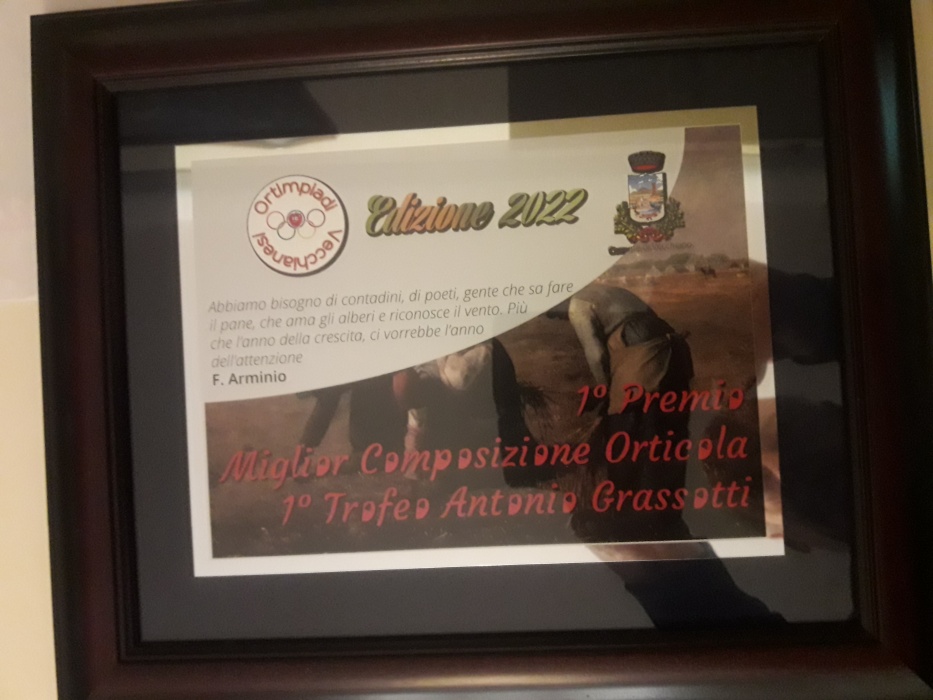 Ortimpiadi
Vecchianesi
Edizione 2022
Abbiamo bisogno di contadini, di poeti, gente che sa fare
il pane, che ama gli alberi e riconosce il vento. Più
che l'anno della crescita, ci vorrebbe l'anno
dell'attenzione
F. Arminio
1° Premio
Miglior Composizione Orticola
1° Trofeo Antonio Grassotti